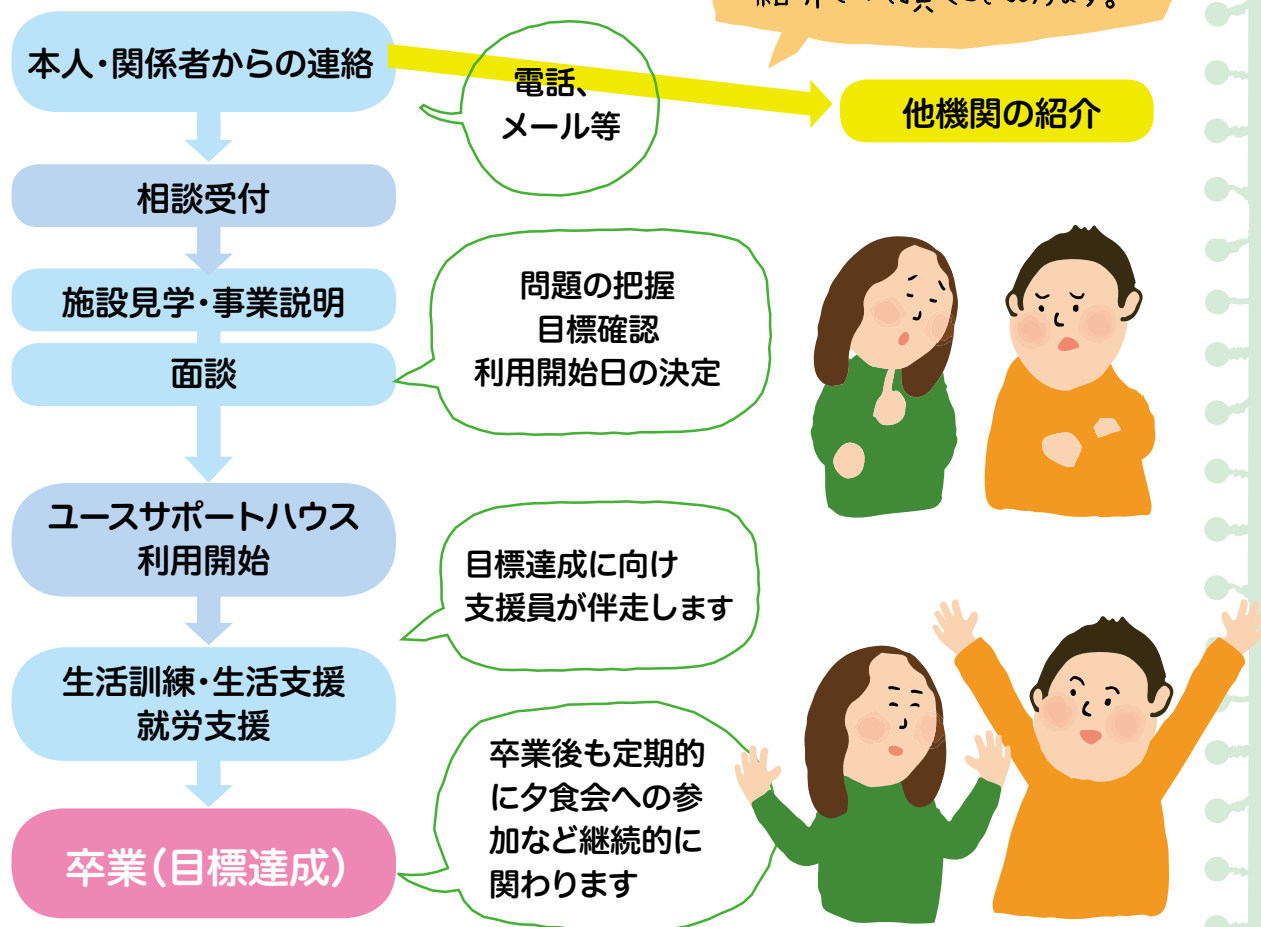 本人・関係者からの連絡
電話、
メール等
他機関の紹介
相談受付
施設見学・事業説明
面談
問題の把握
目標確認
利用開始日の決定
ユースサポートハウス
利用開始
目標達成に向け
支援員が伴走します
生活訓練・生活支援
就労支援
卒業(目標達成)
卒業後も定期的
に夕食会への参
加など継続的に
関わります